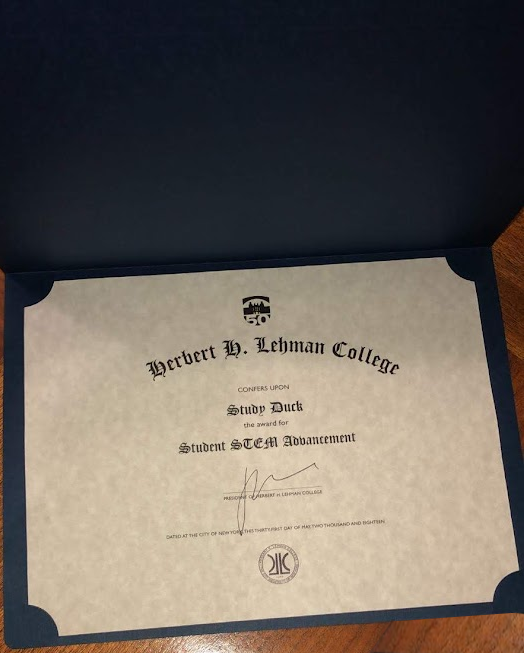 50
Herbert H. Lehman College
CONFERS UPON
Study Duck
the award for
Student STEM Advancement
PRESIDENT OF HERBERT H. LEHMAN COLLEGE
DATED AT THE CITY OF NEW YORK, THIS THIRTY-FIRST DAY OF MAY, TWO THOUSAND AND EIGHTEEN